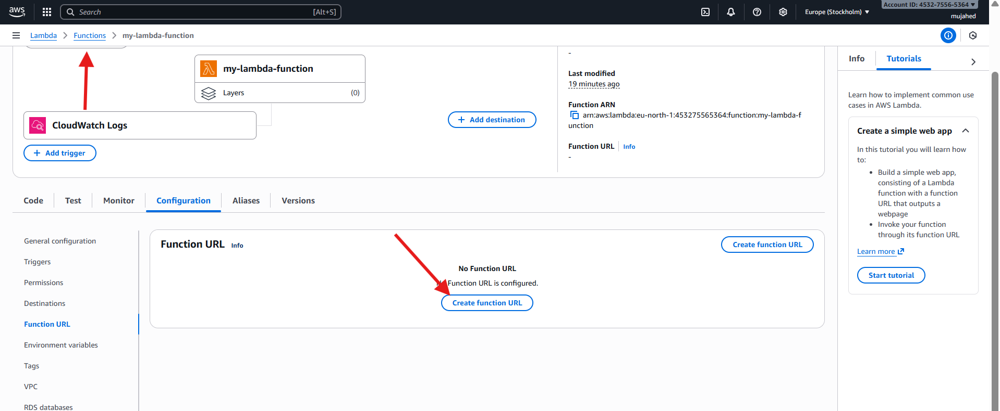 aws
Search [Alt+S]
Europe (Stockholm)
Account ID: 4532-7556-5364
mujahed
Lambda
Functions
my-lambda-function
my-lambda-function
Layers (0)
CloudWatch Logs
+ Add trigger
+ Add destination
-
Last modified
19 minutes ago
Function ARN
arn:aws:lambda:eu-north-1:453275565364:function:my-lambda-f
unction
Function URL Info
-
Code
Test
Monitor
Configuration
Aliases
Versions
General configuration
Triggers
Permissions
Destinations
Function URL
Environment variables
Tags
VPC
RDS databases
Function URL Info
Create function URL
No Function URL
Function URL is configured.
Create function URL
Info
Tutorials
Learn how to implement common use
cases in AWS Lambda.
Create a simple web app
In this tutorial you will learn how
to:
• Build a simple web app,
consisting of a Lambda
function with a function
URL that outputs a
webpage
• Invoke your function
through its function URL
Learn more
Start tutorial